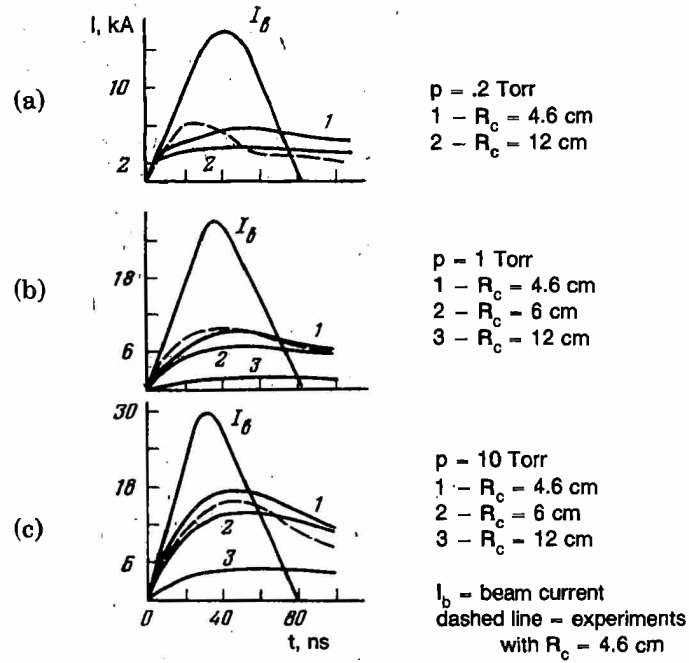 I, kA
I_б
(a)
10
2
1
2
p = .2 Torr
1 – R_c = 4.6 cm
2 – R_c = 12 cm
I_б
(b)
18
6
1
2
3
p = 1 Torr
1 – R_c = 4.6 cm
2 – R_c = 6 cm
3 – R_c = 12 cm
30
I_б
(c)
18
6
1
2
3
0
40
80
t, ns
p = 10 Torr
1 – R_c = 4.6 cm
2 – R_c = 6 cm
3 – R_c = 12 cm
I_b = beam current
dashed line = experiments
with R_c = 4.6 cm